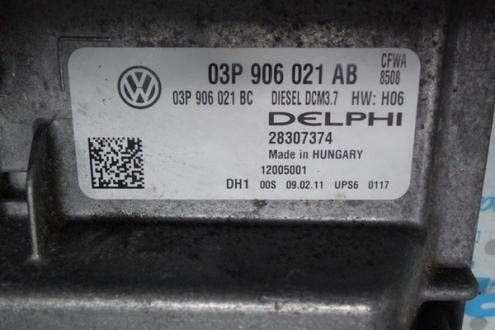 03P 906 021 AB CFWA
8508
03P 906 021 BC DIESEL DCM3.7 HW: H06
DELPHI
28307374
Made in HUNGARY
12005001
DH1 00S 09.02.11 UPS6 0117